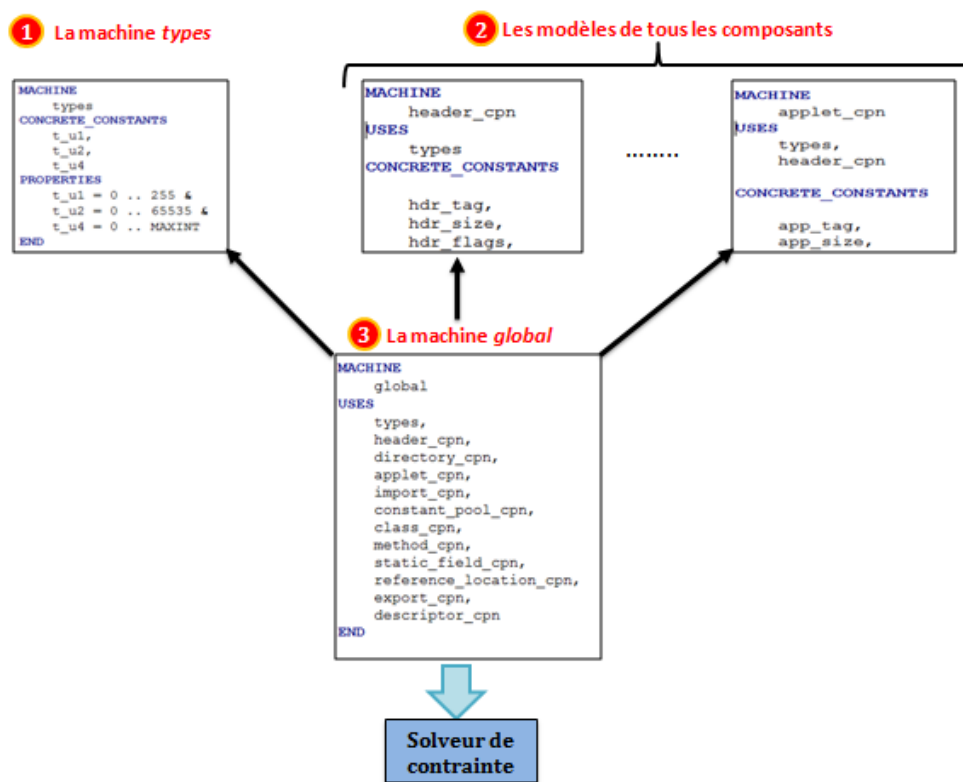 1 La machine types
2 Les modèles de tous les composants
MACHINE
types
CONCRETE_CONSTANTS
t_u1,
t_u2,
t_u4
PROPERTIES
t_u1 = 0 .. 255 &
t_u2 = 0 .. 65535 &
t_u4 = 0 .. MAXINT
END
MACHINE
header_cpn
USES
types
CONCRETE_CONSTANTS
hdr_tag,
hdr_size,
hdr_flags,
........
MACHINE
applet_cpn
USES
types,
header_cpn
CONCRETE_CONSTANTS
app_tag,
app_size,
3 La machine global
MACHINE
global
USES
types,
header_cpn,
directory_cpn,
applet_cpn,
import_cpn,
constant_pool_cpn,
class_cpn,
method_cpn,
static_field_cpn,
reference_location_cpn,
export_cpn,
descriptor_cpn
END
Solveur de
contrainte